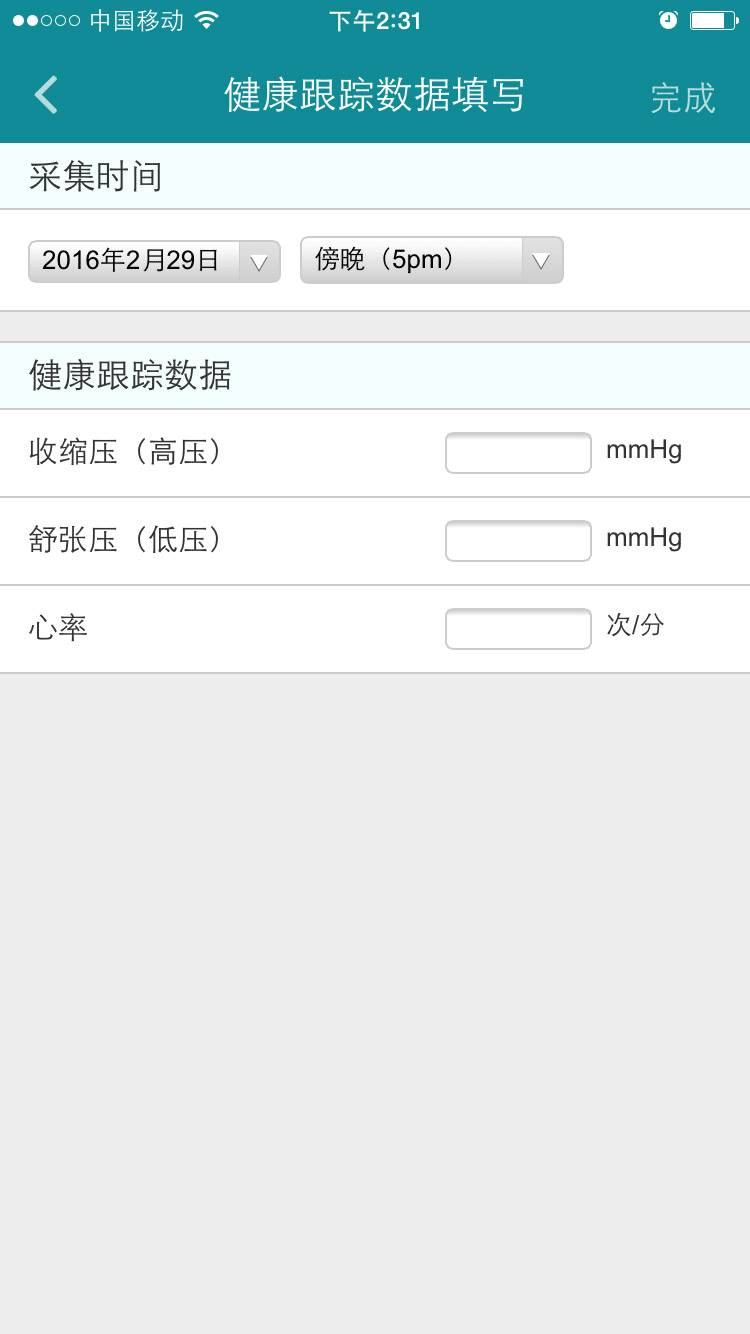 中国移动 下午2:31
健康跟踪数据填写 完成
采集时间
2016年2月29日 傍晚（5pm）
健康跟踪数据
收缩压（高压） mmHg
舒张压（低压） mmHg
心率 次/分